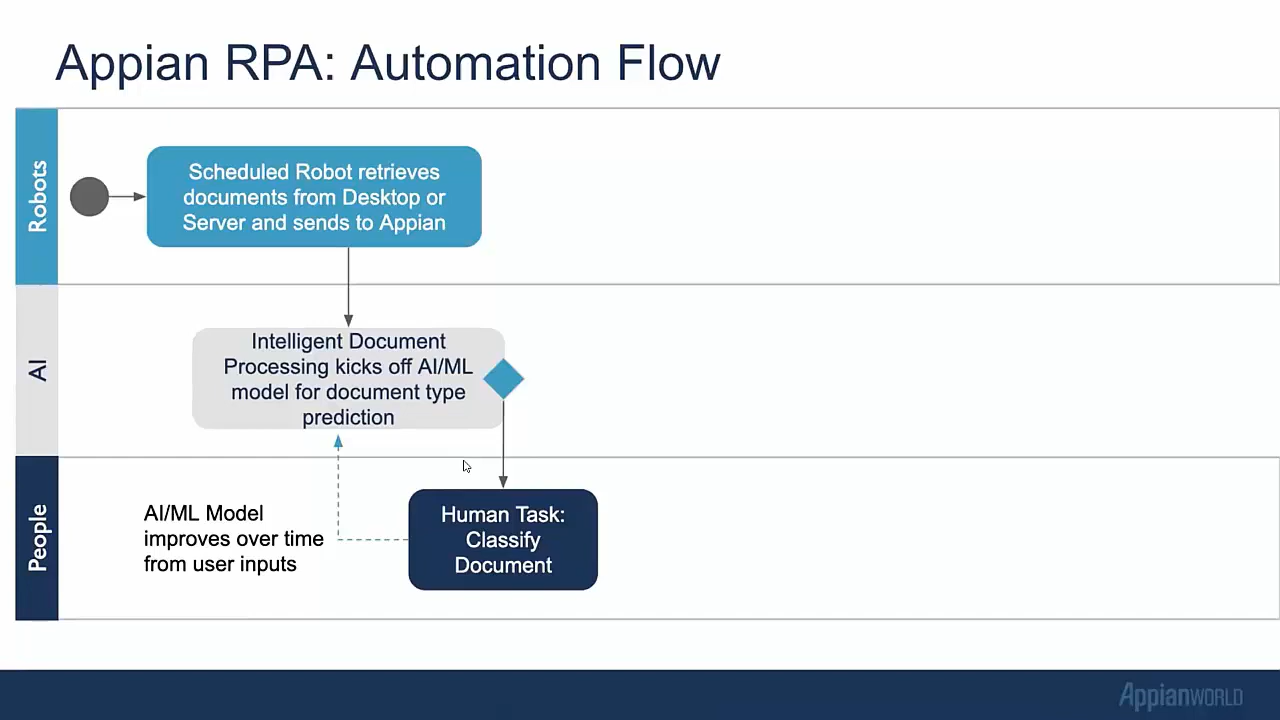 Appian RPA: Automation Flow
Robots
Scheduled Robot retrieves
documents from Desktop or
Server and sends to Appian
AI
Intelligent Document
Processing kicks off AI/ML
model for document type
prediction
People
AI/ML Model
improves over time
from user inputs
Human Task:
Classify
Document
AppianWORLD